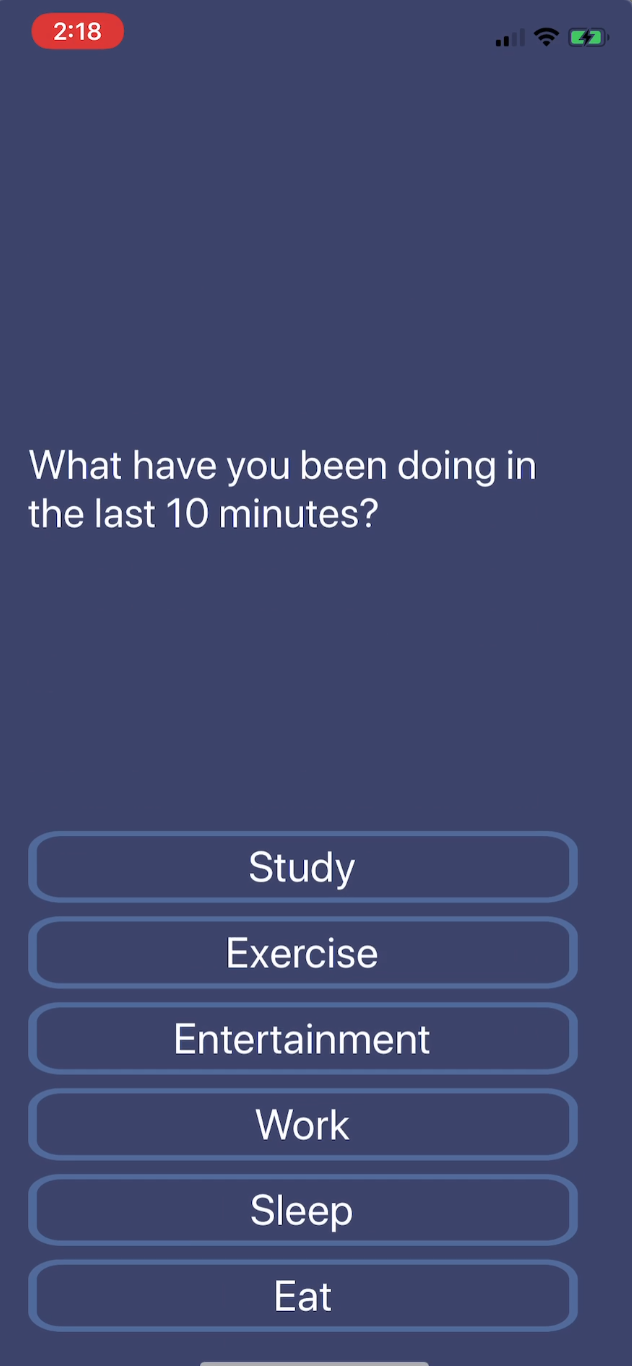 2:18
What have you been doing in
the last 10 minutes?
Study
Exercise
Entertainment
Work
Sleep
Eat